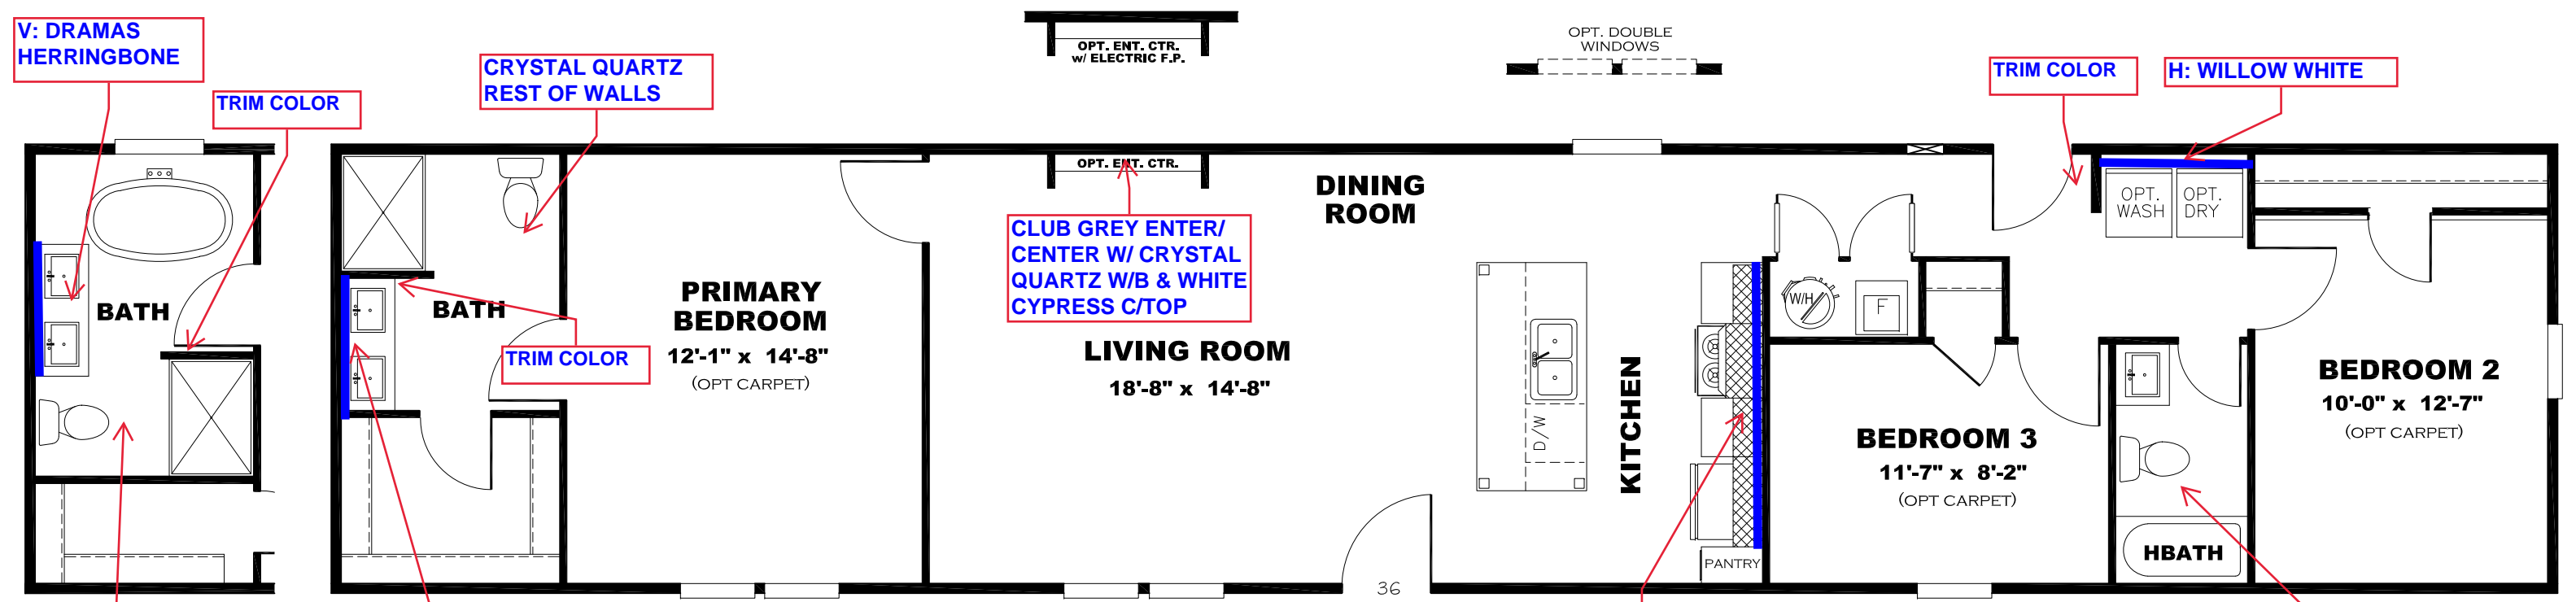 V: DRAMAS
HERRINGBONE
TRIM COLOR
CRYSTAL QUARTZ
REST OF WALLS
OPT. ENT. CTR.
w/ ELECTRIC F.P.
OPT. DOUBLE
WINDOWS
TRIM COLOR
H: WILLOW WHITE
OPT. ENT. CTR.
CLUB GREY ENTER/
CENTER W/ CRYSTAL
QUARTZ W/B & WHITE
CYPRESS C/TOP
DINING
ROOM
OPT.
WASH
OPT.
DRY
BATH
BATH
TRIM COLOR
PRIMARY
BEDROOM
12'-1" x 14'-8"
(OPT CARPET)
LIVING ROOM
18'-8" x 14'-8"
D/W
KITCHEN
PANTRY
W/H
F
BEDROOM 3
11'-7" x 8'-2"
(OPT CARPET)
HBATH
BEDROOM 2
10'-0" x 12'-7"
(OPT CARPET)
36